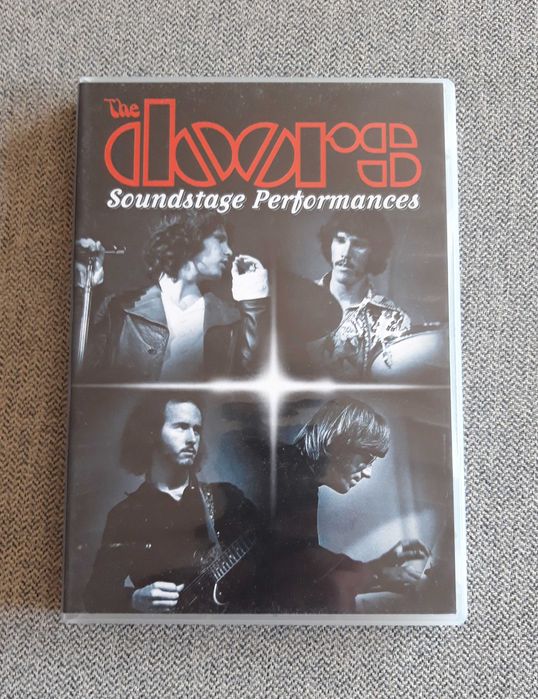 The
doors
Soundstage Performances